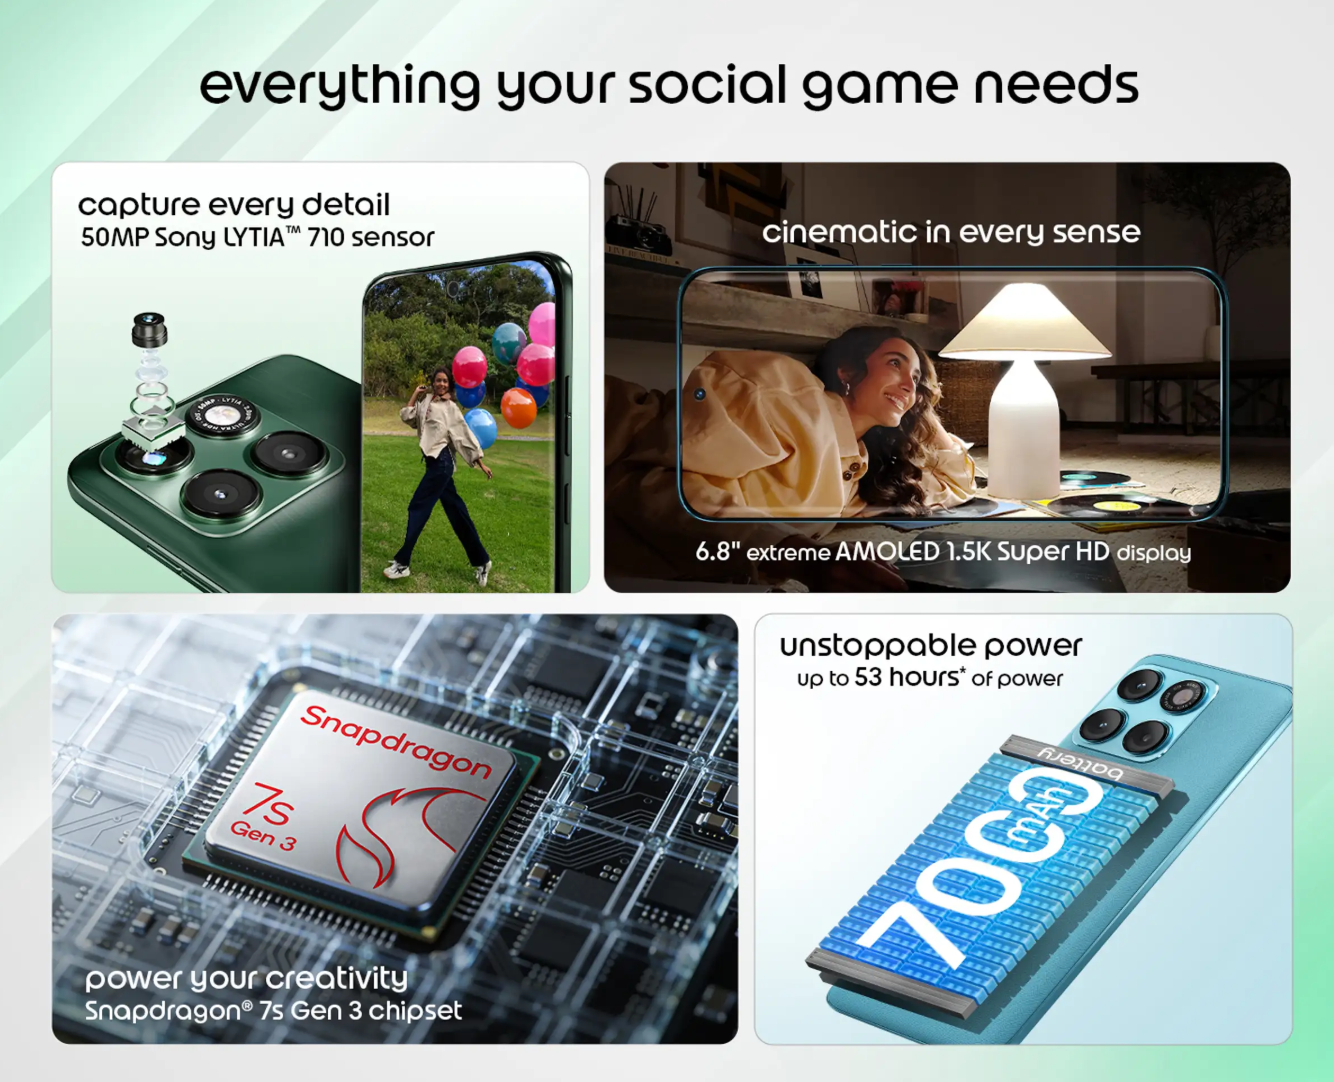 everything your social game needs
capture every detail
50MP Sony LYTIA™ 710 sensor
cinematic in every sense
6.8" extreme AMOLED 1.5K Super HD display
Snapdragon
7s
Gen 3
power your creativity
Snapdragon® 7s Gen 3 chipset
unstoppable power
up to 53 hours* of power
battery
7000
mAh